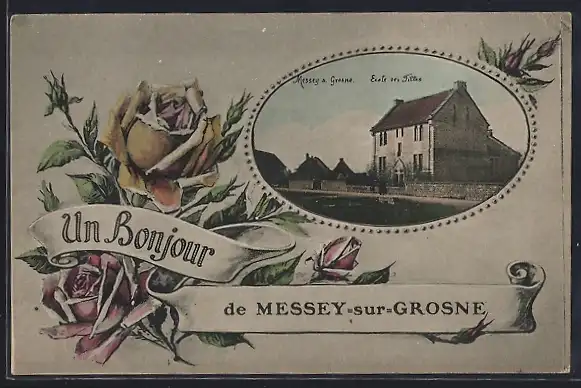 Messey s. Grosne. Ecole des Filles
Un Bonjour
de MESSEY=sur=GROSNE